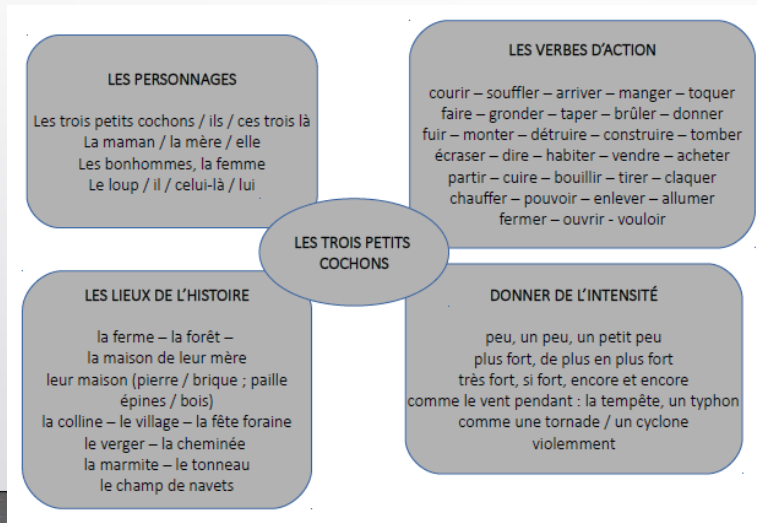 LES PERSONNAGES
Les trois petits cochons / ils / ces trois là
La maman / la mère / elle
Les bonhommes, la femme
Le loup / il / celui-là / lui
LES VERBES D'ACTION
courir – souffler – arriver – manger – toquer
faire – gronder – taper – brûler – donner
fuir – monter – détruire – construire – tomber
écraser – dire – habiter – vendre – acheter
partir – cuire – bouillir – tirer – claquer
chauffer – pouvoir – enlever – allumer
fermer – ouvrir - vouloir
LES TROIS PETITS
COCHONS
LES LIEUX DE L'HISTOIRE
la ferme – la forêt –
la maison de leur mère
leur maison (pierre / brique ; paille
épines / bois)
la colline – le village – la fête foraine
le verger – la cheminée
la marmite – le tonneau
le champ de navets
DONNER DE L'INTENSITÉ
peu, un peu, un petit peu
plus fort, de plus en plus fort
très fort, si fort, encore et encore
comme le vent pendant : la tempête, un typhon
comme une tornade / un cyclone
violemment